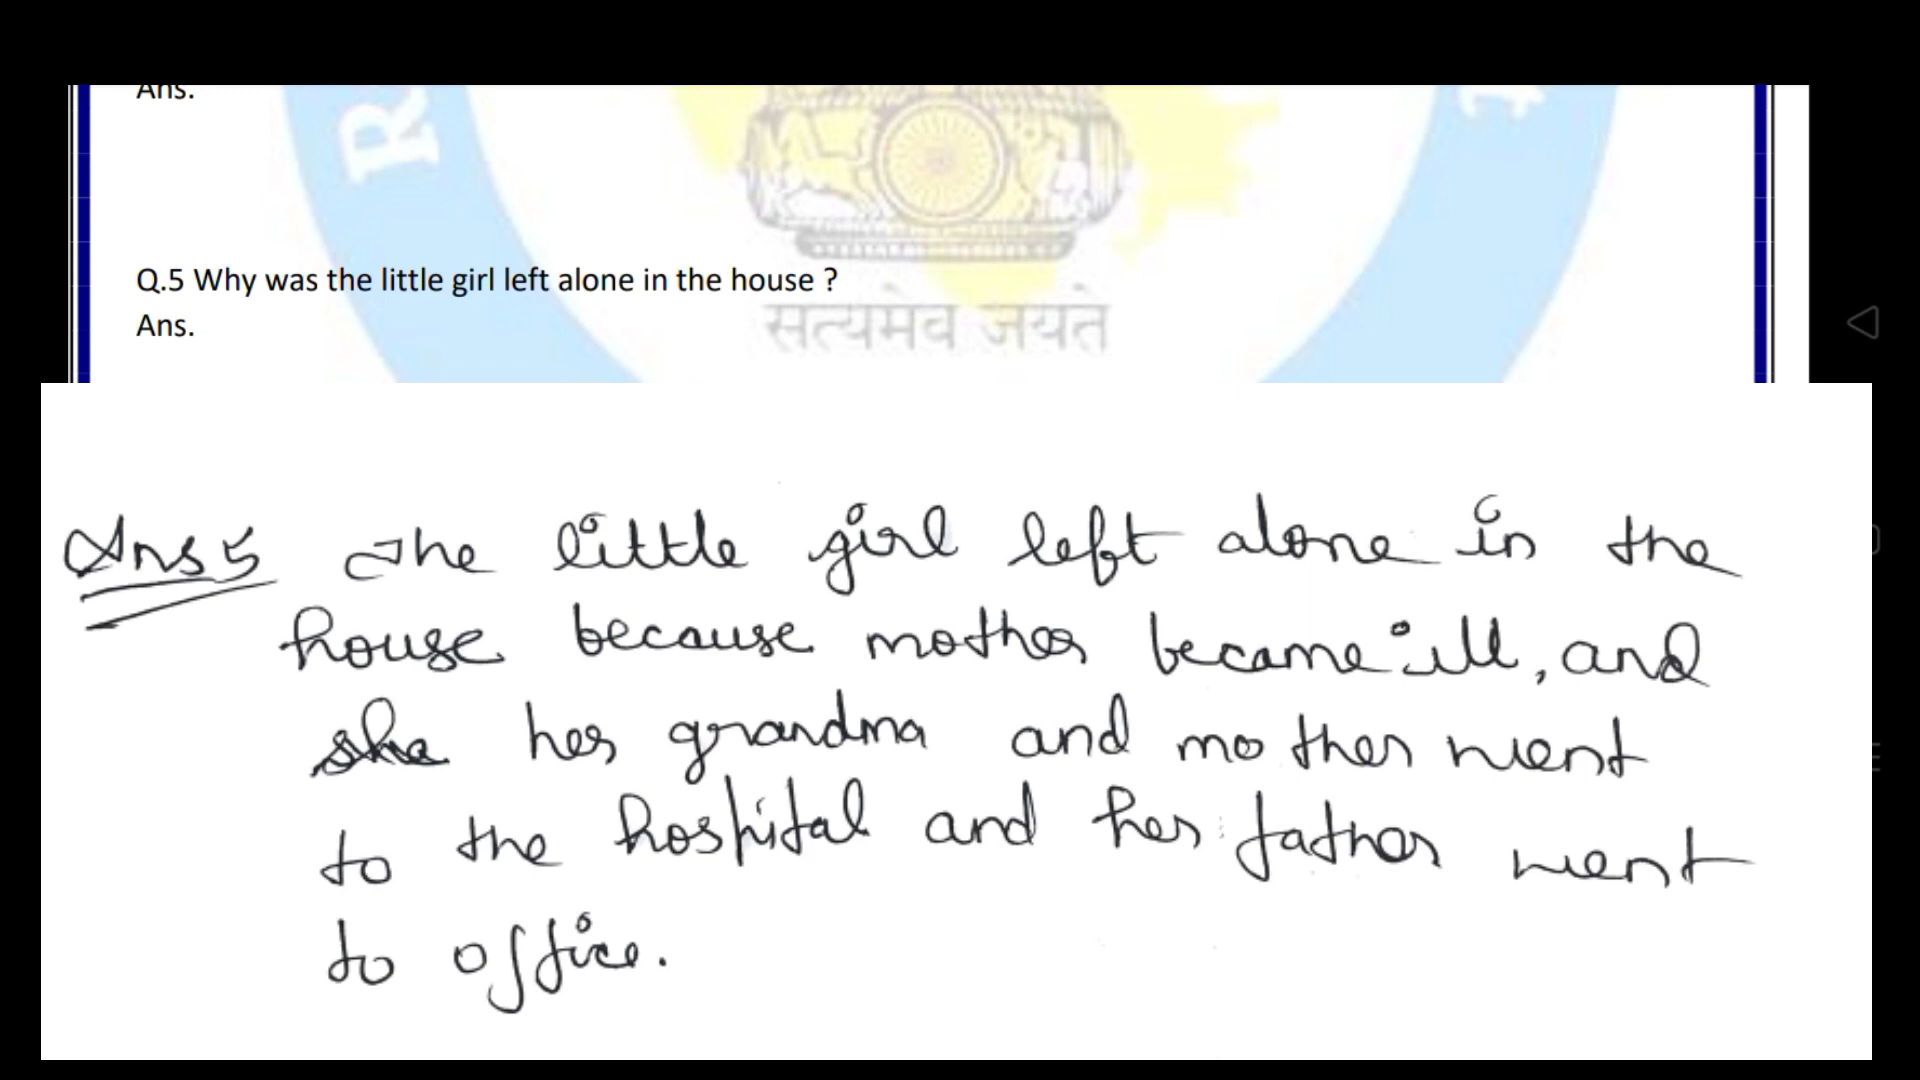 Ans.
R
Q.5 Why was the little girl left alone in the house ?
सत्यमेव जयते
Ans.
Ans 5 The little girl left alone in the
house because mother became ill, and
she her grandma and mother went
to the hospital and her father went
to office.